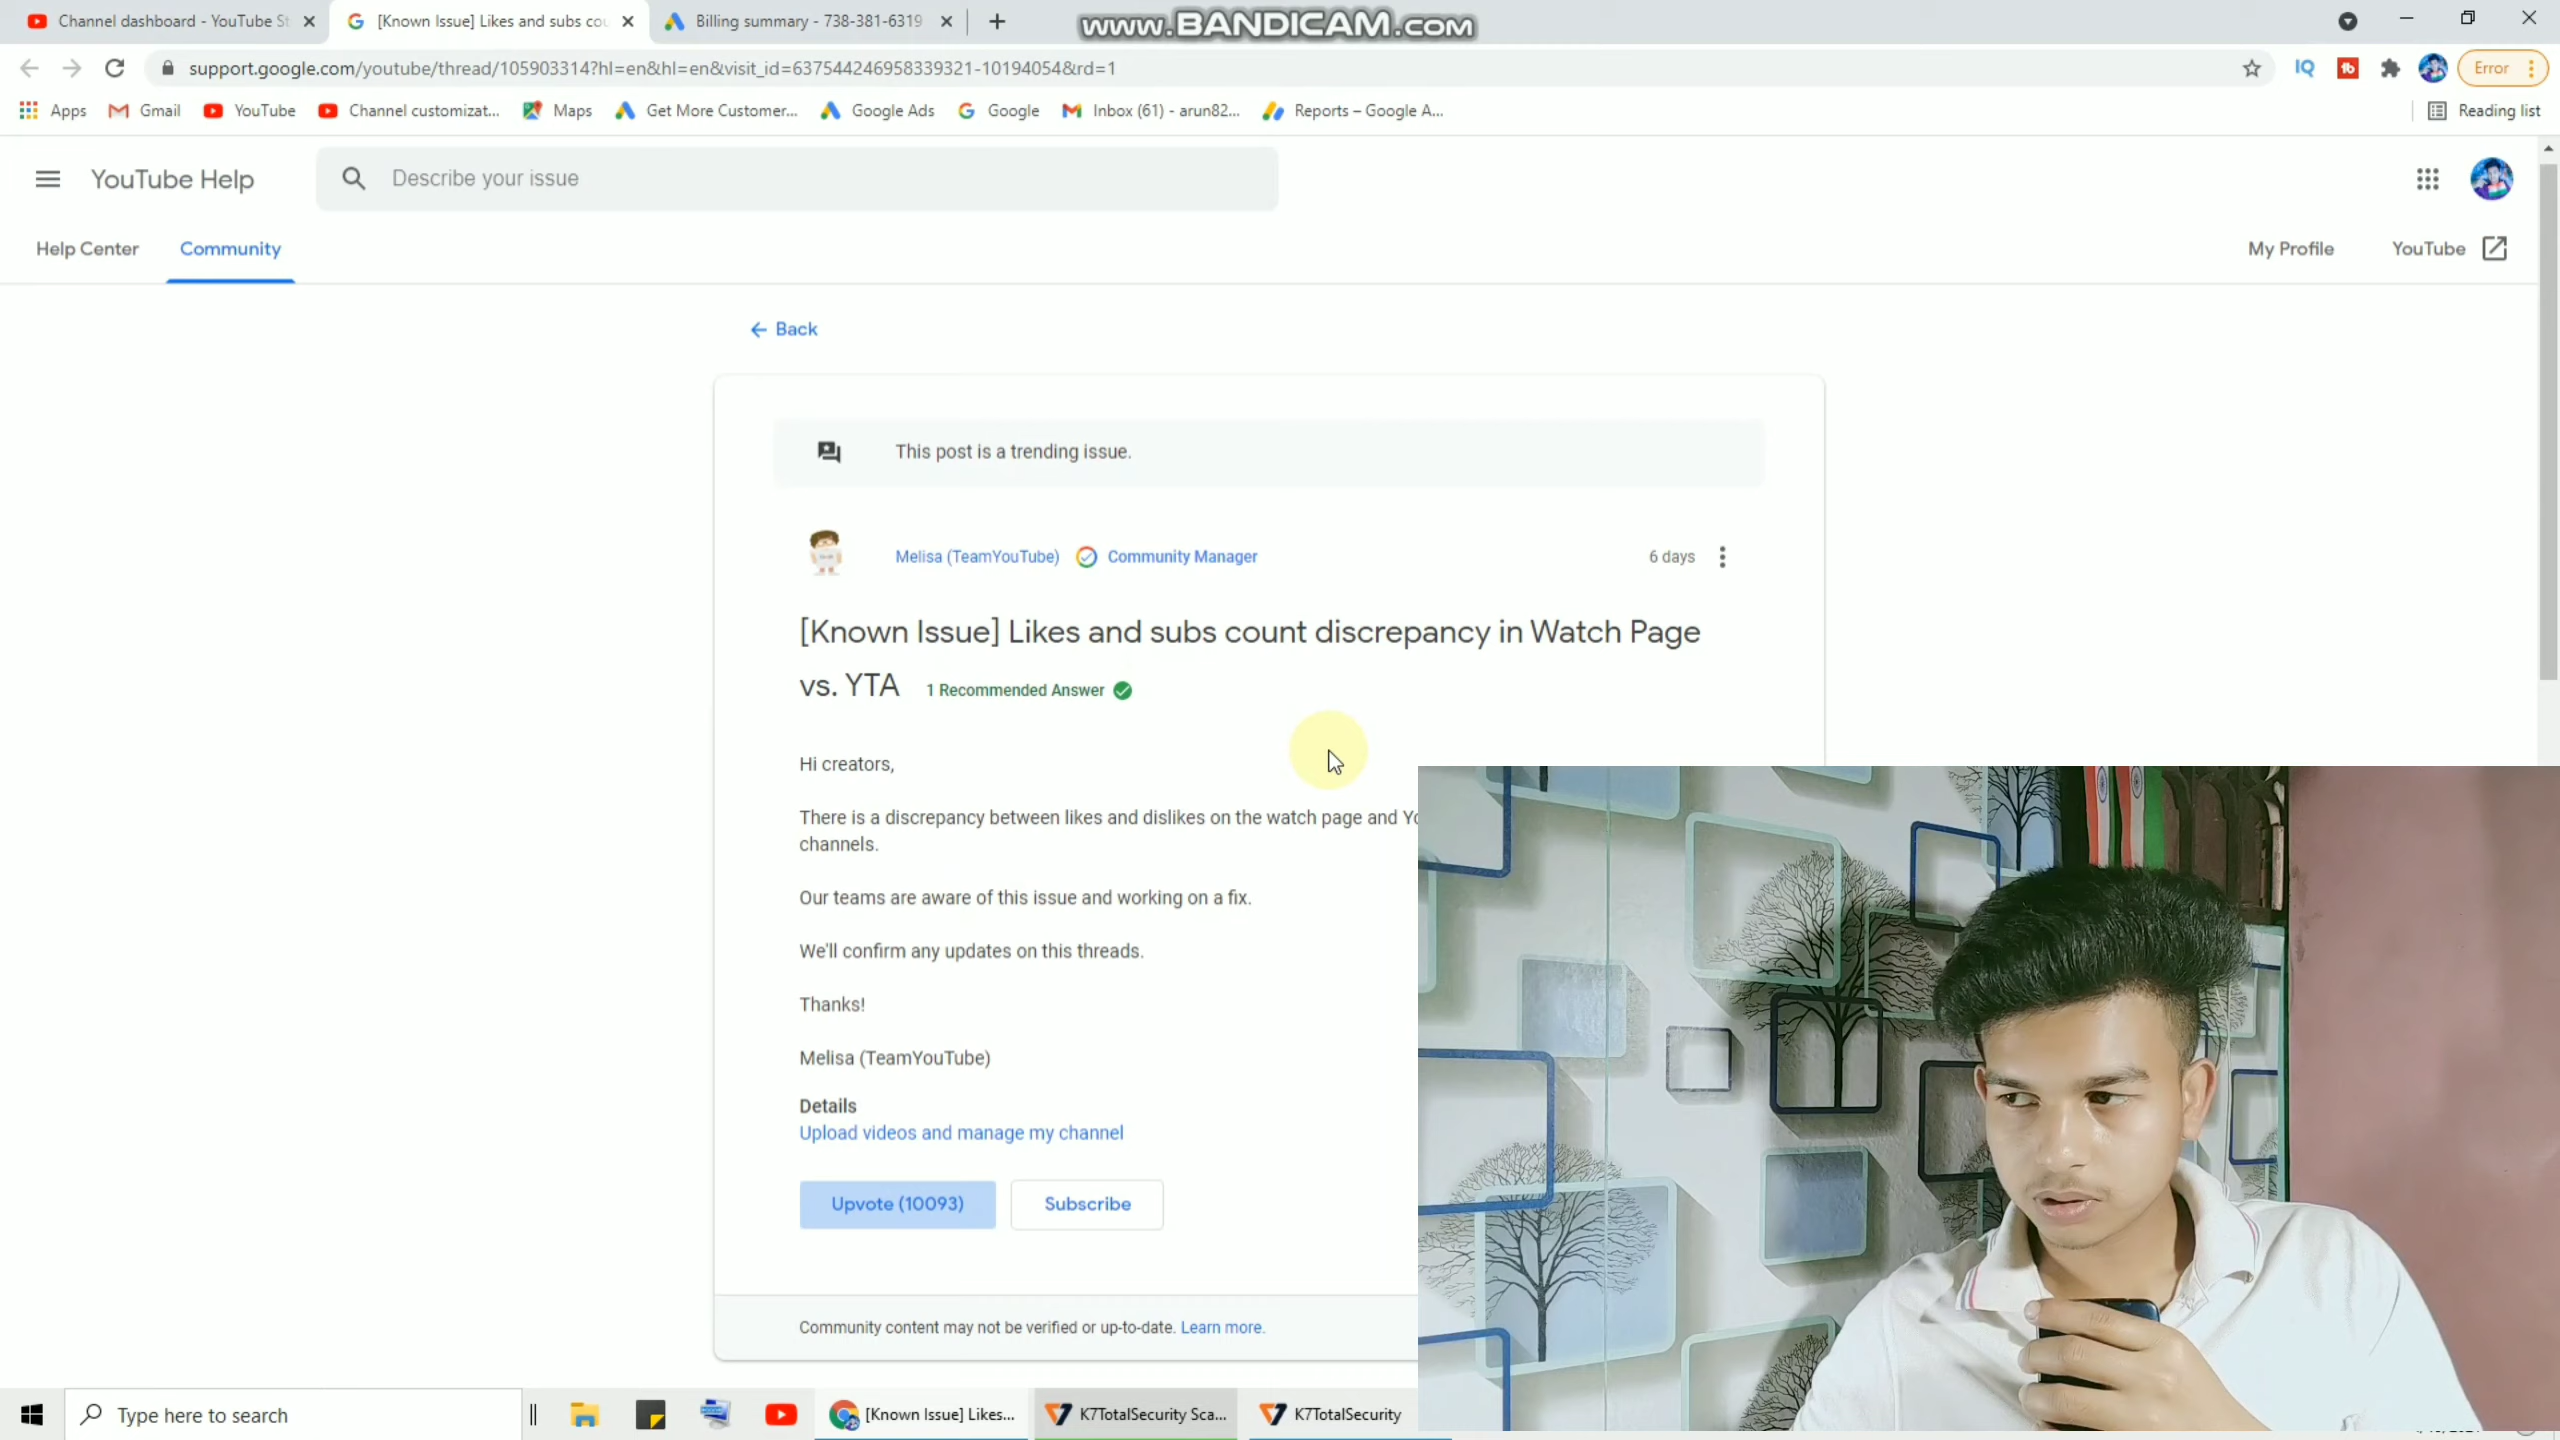 Channel dashboard - YouTube St
[Known Issue] Likes and subs cou
Billing summary - 738-381-6319
www.BANDICAM.com
support.google.com/youtube/thread/105903314?hl=en&hl=en&visit_id=637544246958339321-10194054&rd=1
IQ
Error
Apps
Gmail
YouTube
Channel customizat...
Maps
Get More Customer...
Google Ads
Google
Inbox (61) - arun82...
Reports – Google A...
Reading list
YouTube Help
Describe your issue
Help Center
Community
My Profile
YouTube
Back
This post is a trending issue.
Melisa (TeamYouTube)
Community Manager
6 days
[Known Issue] Likes and subs count discrepancy in Watch Page
vs. YTA
1 Recommended Answer
Hi creators,
There is a discrepancy between likes and dislikes on the watch page and Yo
channels.
Our teams are aware of this issue and working on a fix.
We'll confirm any updates on this threads.
Thanks!
Melisa (TeamYouTube)
Details
Upload videos and manage my channel
Upvote (10093)
Subscribe
Community content may not be verified or up-to-date. Learn more.
Type here to search
[Known Issue] Likes...
K7TotalSecurity Sca...
K7TotalSecurity